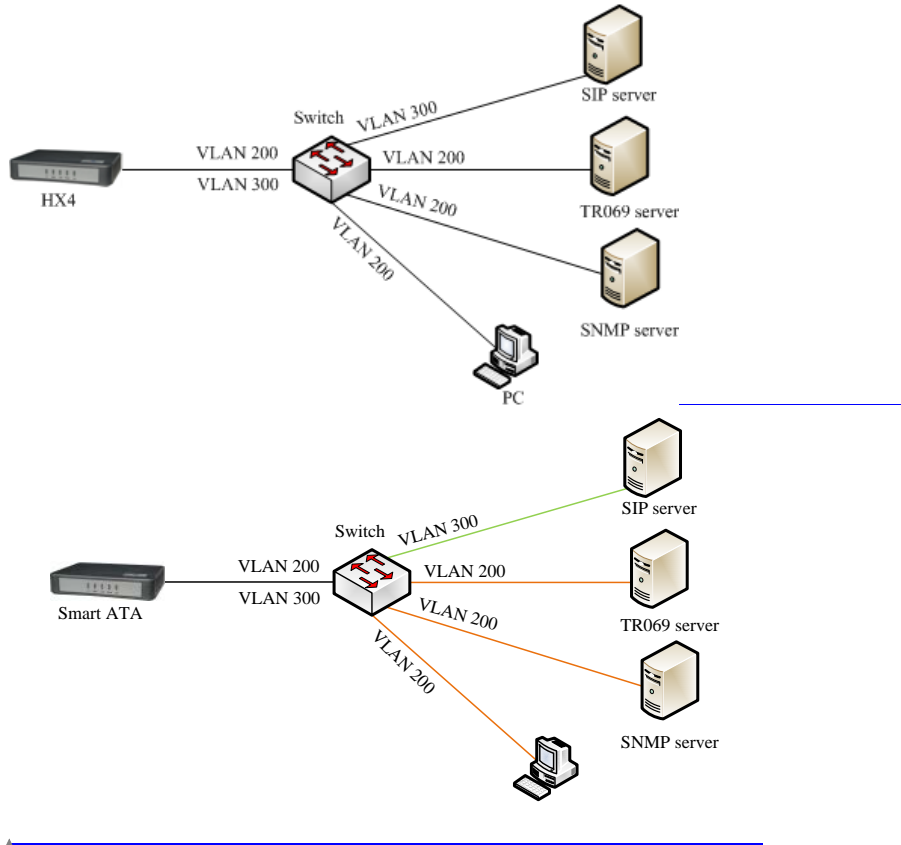 SIP server
Switch
VLAN 300
VLAN 200
VLAN 200
VLAN 300
HX4
VLAN 200
TR069 server
VLAN 200
SNMP server
PC
SIP server
Switch
VLAN 300
VLAN 200
VLAN 200
VLAN 300
Smart ATA
VLAN 200
TR069 server
VLAN 200
SNMP server